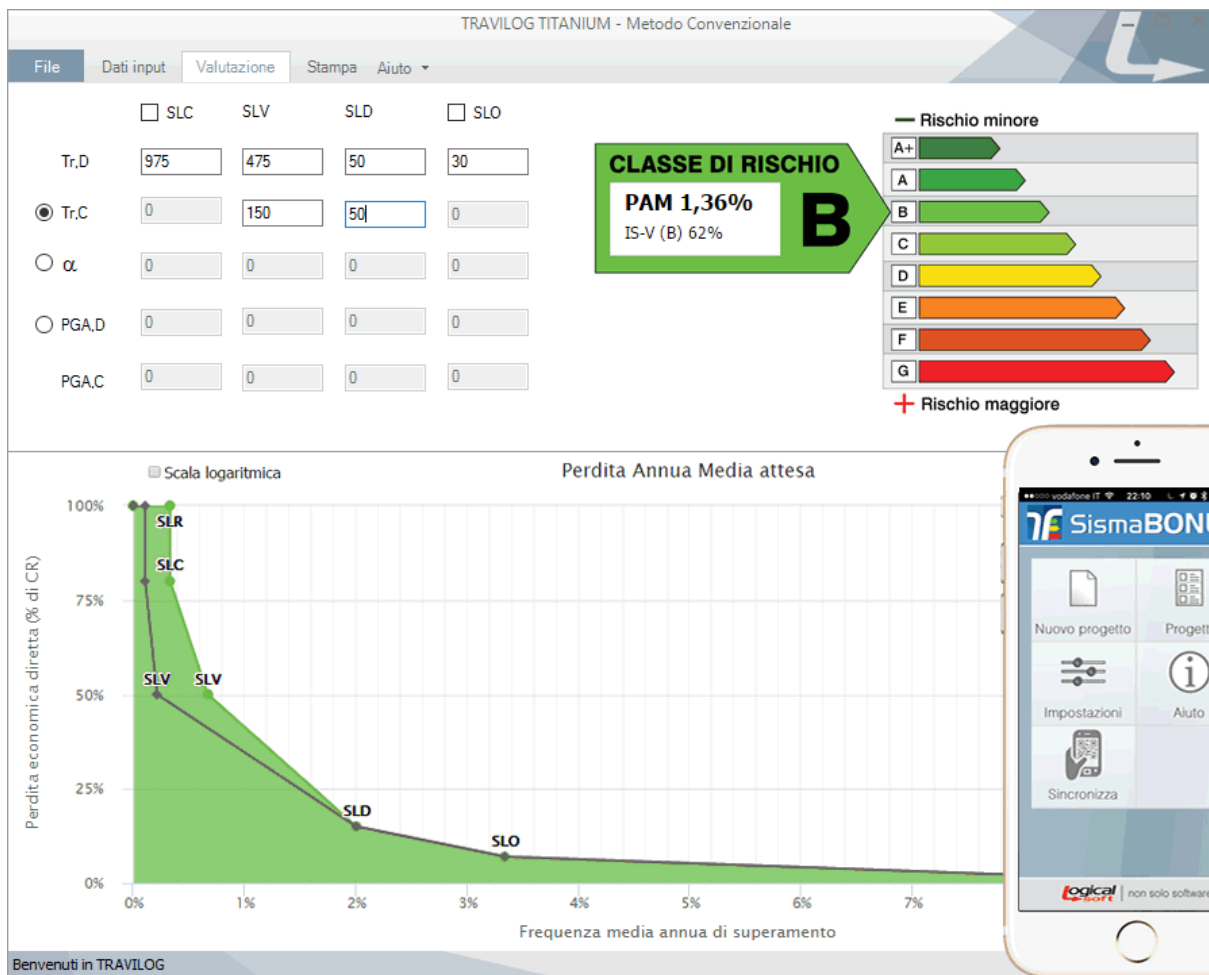 TRAVILOG TITANIUM - Metodo Convenzionale
File Dati input Valutazione Stampa Aiuto
SLC SLV SLD SLO
Tr,D 975 475 50 30
Tr,C 0 150 50 0
α 0 0 0 0
PGA,D 0 0 0 0
PGA,C 0 0 0 0
CLASSE DI RISCHIO
PAM 1,36%
IS-V (B) 62%
B
Rischio minore
A+
A
B
C
D
E
F
G
Rischio maggiore
Scala logaritmica
Perdita Annua Media attesa
Perdita economica diretta (% di CR)
100%
75%
50%
25%
0%
SLR
SLC
SLV SLV
SLD
SLO
0% 1% 2% 3% 4% 5% 6% 7%
Frequenza media annua di superamento
Benvenuti in TRAVILOG
vodafone IT 22:10
SismaBONU
Nuovo progetto Progett
Impostazioni Aiuto
Sincronizza
Logical soft non solo software